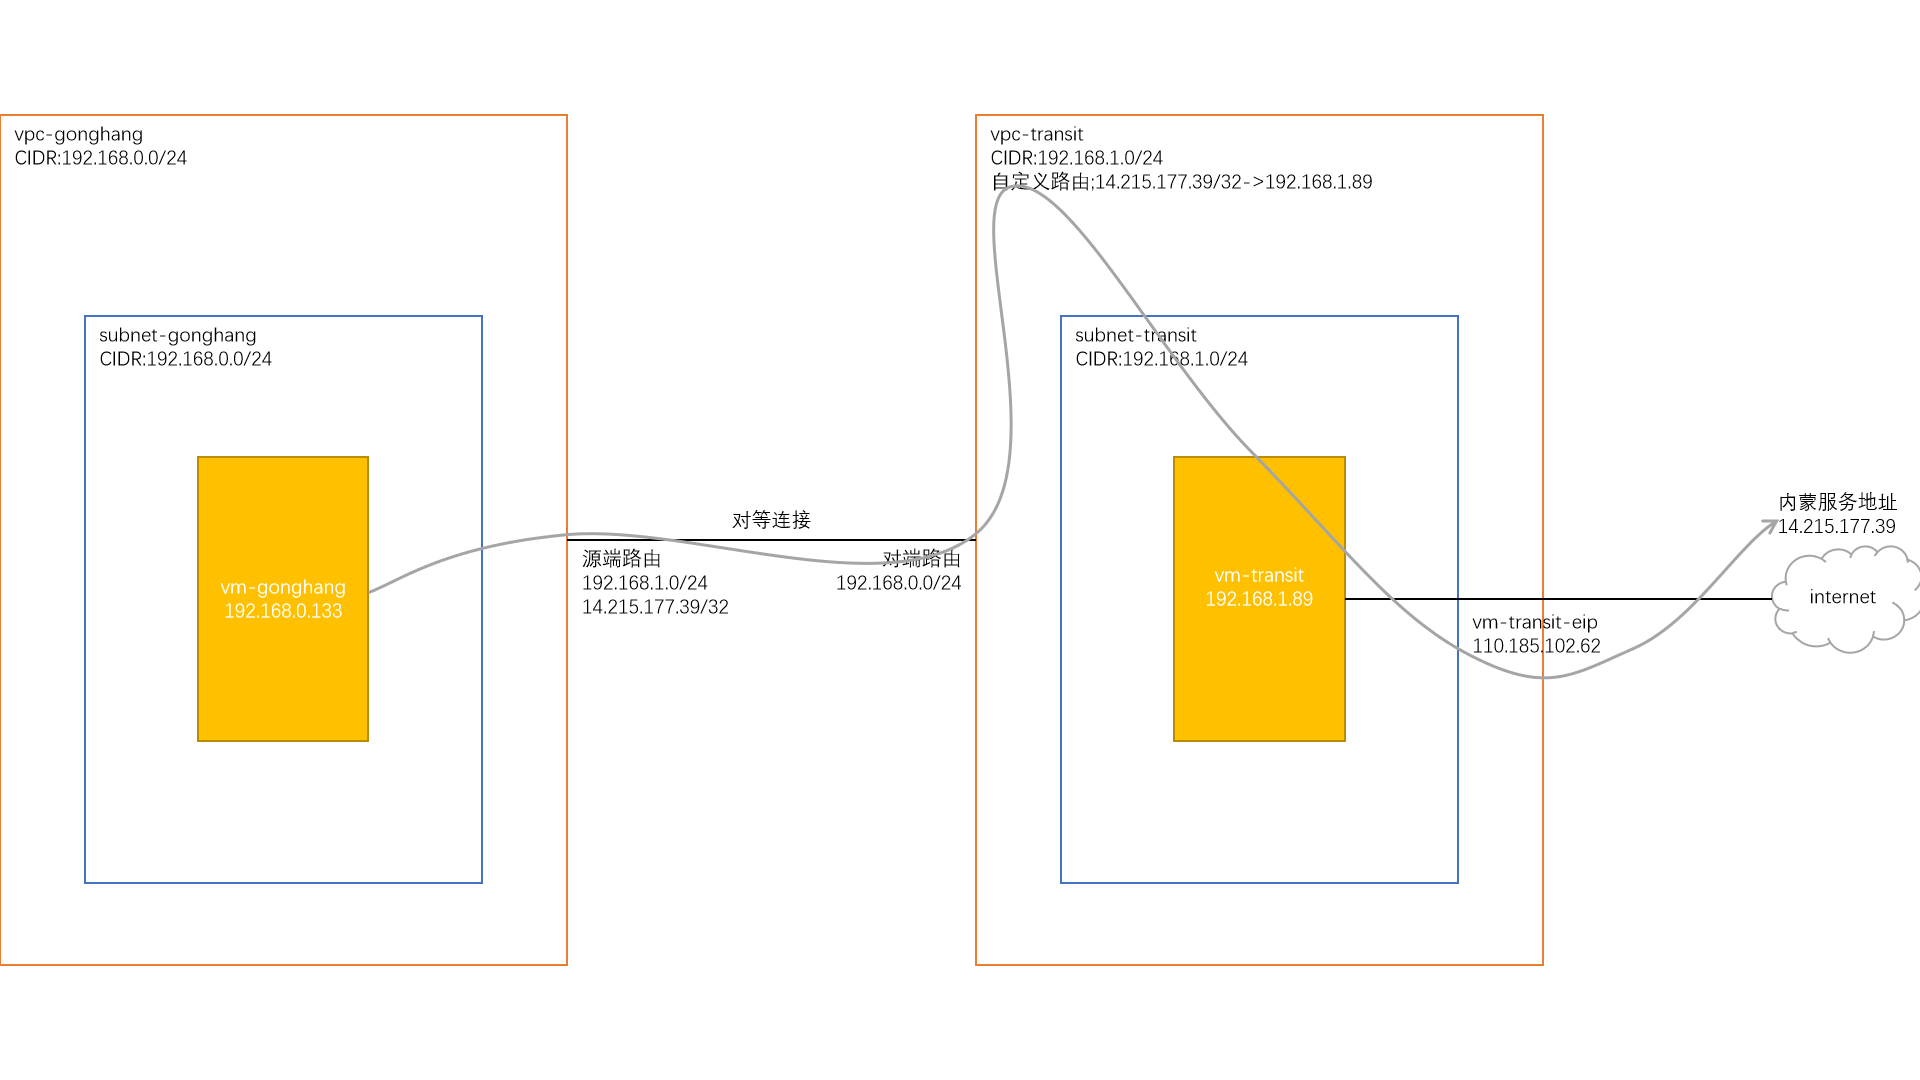 vpc-gonghang
CIDR:192.168.0.0/24
subnet-gonghang
CIDR:192.168.0.0/24
vm-gonghang
192.168.0.133
对等连接
源端路由
192.168.1.0/24
14.215.177.39/32
对端路由
192.168.0.0/24
vpc-transit
CIDR:192.168.1.0/24
自定义路由;14.215.177.39/32->192.168.1.89
subnet-transit
CIDR:192.168.1.0/24
vm-transit
192.168.1.89
vm-transit-eip
110.185.102.62
内蒙服务地址
14.215.177.39
internet